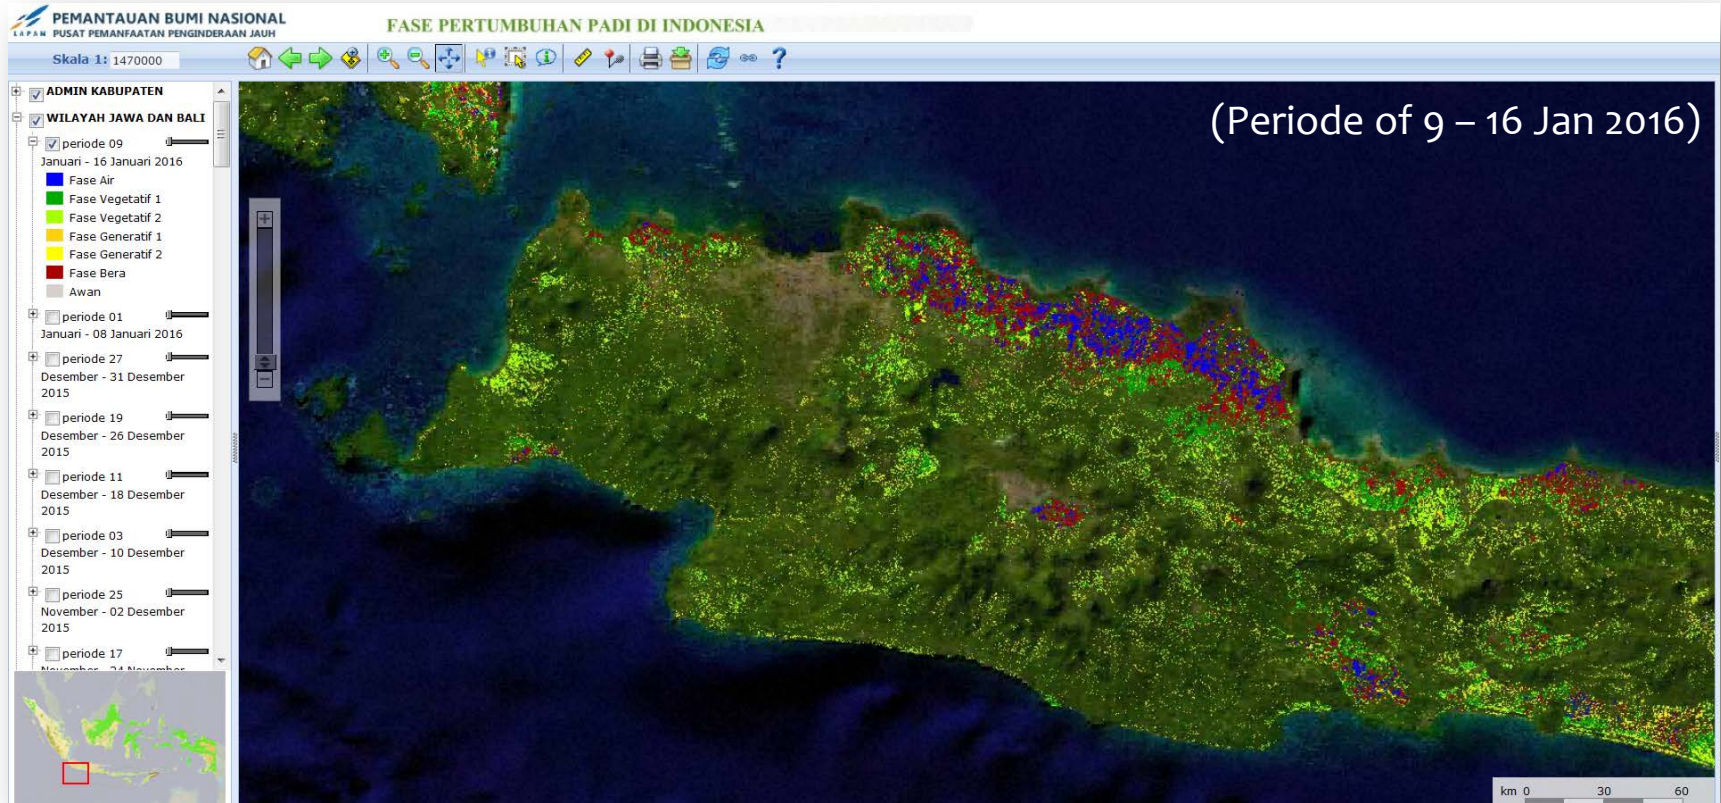 PEMANTAUAN BUMI NASIONAL
LAPAN PUSAT PEMANFAATAN PENGINDERAAN JAUH
FASE PERTUMBUHAN PADI DI INDONESIA
Skala 1: 1470000
ADMIN KABUPATEN
WILAYAH JAWA DAN BALI
periode 09
Januari - 16 Januari 2016
Fase Air
Fase Vegetatif 1
Fase Vegetatif 2
Fase Generatif 1
Fase Generatif 2
Fase Bera
Awan
periode 01
Januari - 08 Januari 2016
periode 27
Desember - 31 Desember
2015
periode 19
Desember - 26 Desember
2015
periode 11
Desember - 18 Desember
2015
periode 03
Desember - 10 Desember
2015
periode 25
November - 02 Desember
2015
periode 17
November - 24 November
(Periode of 9 – 16 Jan 2016)
km 0 30 60